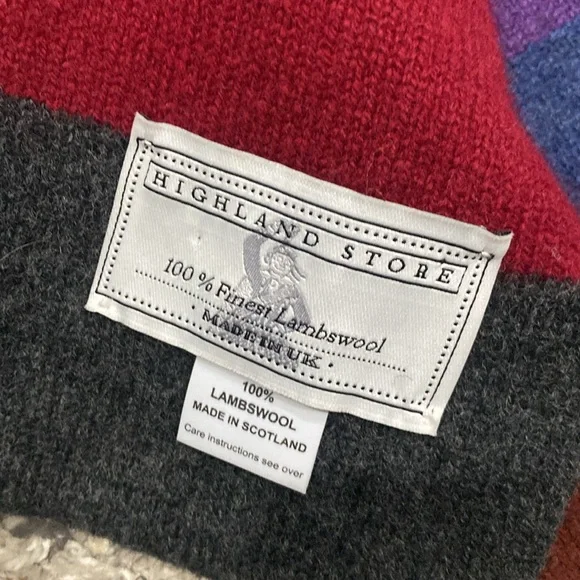 HIGHLAND STORE
100% Finest Lambswool
· MADE IN UK ·
100%
LAMBSWOOL
MADE IN SCOTLAND
Care instructions see over